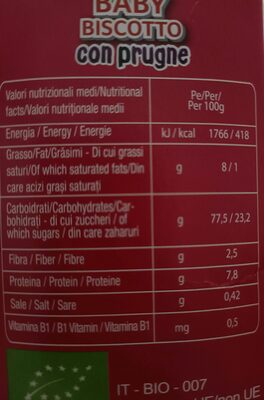 BABY
BISCOTTO
con prugne
Valori nutrizionali medi/Nutritional
facts/Valori nutriționale medii
Pe/Per/
Per 100g
Energia / Energy / Energie
kJ / kcal
1766 / 418
Grasso/Fat/Grăsimi - Di cui grassi
saturi/Of which saturated fats/Din
care acizi grași saturați
g
8 / 1
Carboidrati/Carbohydrates/Car-
bohidrați - di cui zuccheri / of
which sugars / din care zaharuri
g
77,5 / 23,2
Fibra / Fiber / Fibre
g
2,5
Proteina / Protein / Proteine
g
7,8
Sale / Salt / Sare
g
0,42
Vitamina B1 / B1 Vitamin / Vitamina B1
mg
0,5
IT - BIO - 007
UE/non UE